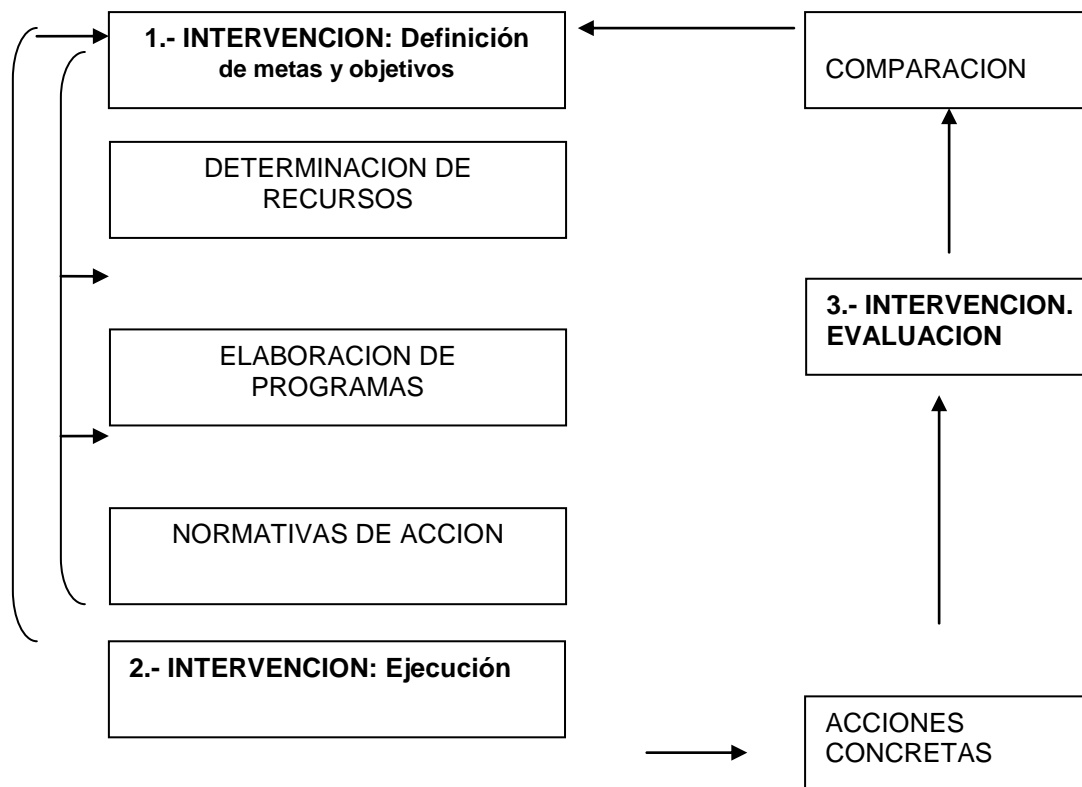 1.- INTERVENCION: Definición
de metas y objetivos
DETERMINACION DE
RECURSOS
ELABORACION DE
PROGRAMAS
NORMATIVAS DE ACCION
2.- INTERVENCION: Ejecución
COMPARACION
3.- INTERVENCION.
EVALUACION
ACCIONES
CONCRETAS